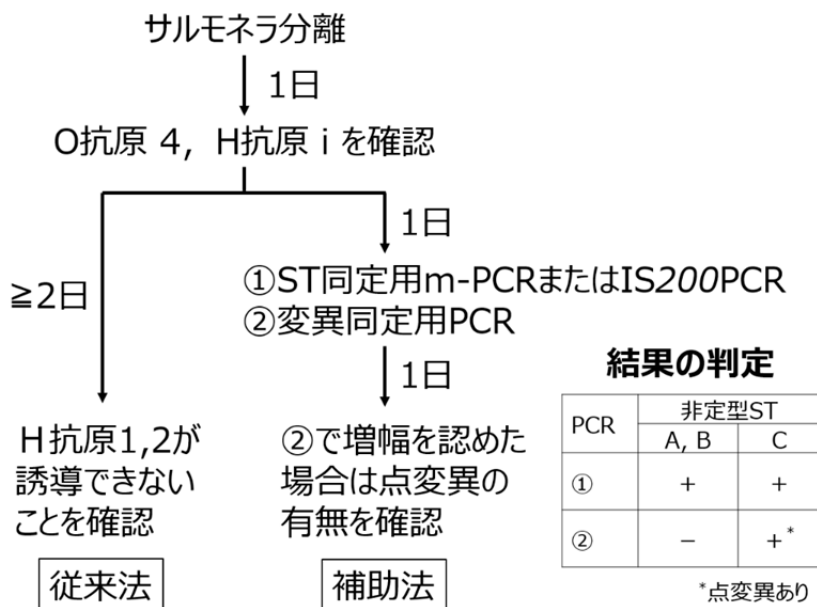 サルモネラ分離
1日
O抗原 4, H抗原 i を確認
1日
≧2日
①ST同定用m-PCRまたはIS200PCR
②変異同定用PCR
1日
H抗原1,2が
誘導できない
ことを確認
従来法
②で増幅を認めた
場合は点変異の
有無を確認
補助法
結果の判定
PCR 非定型ST
A, B C
① + +
② − +*
*点変異あり